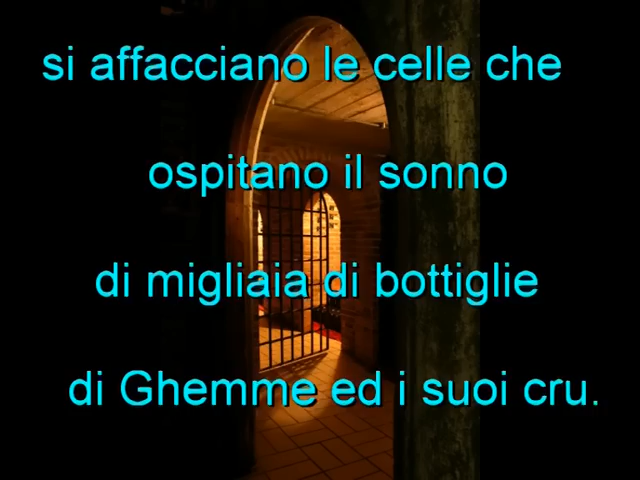 si affacciano le celle che
ospitano il sonno
di migliaia di bottiglie
di Ghemme ed i suoi cru.